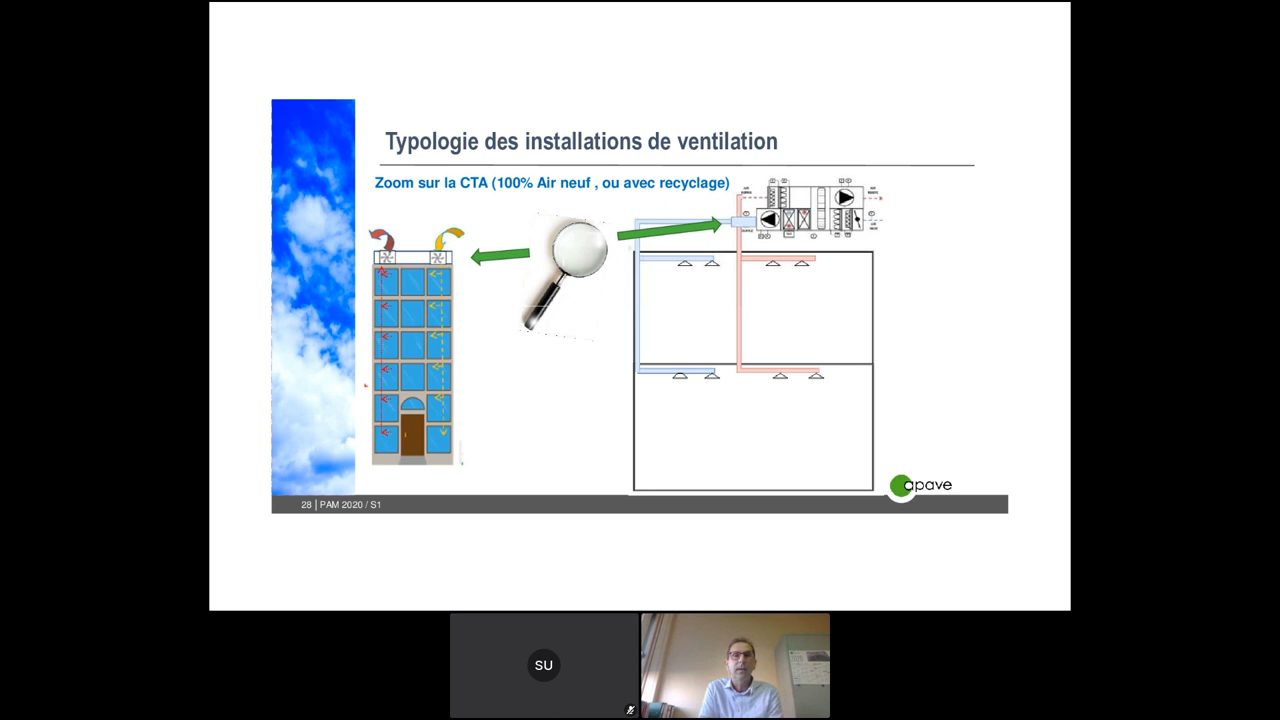 Typologie des installations de ventilation
Zoom sur la CTA (100% Air neuf , ou avec recyclage)
apave
28 | PAM 2020 / S1
SU